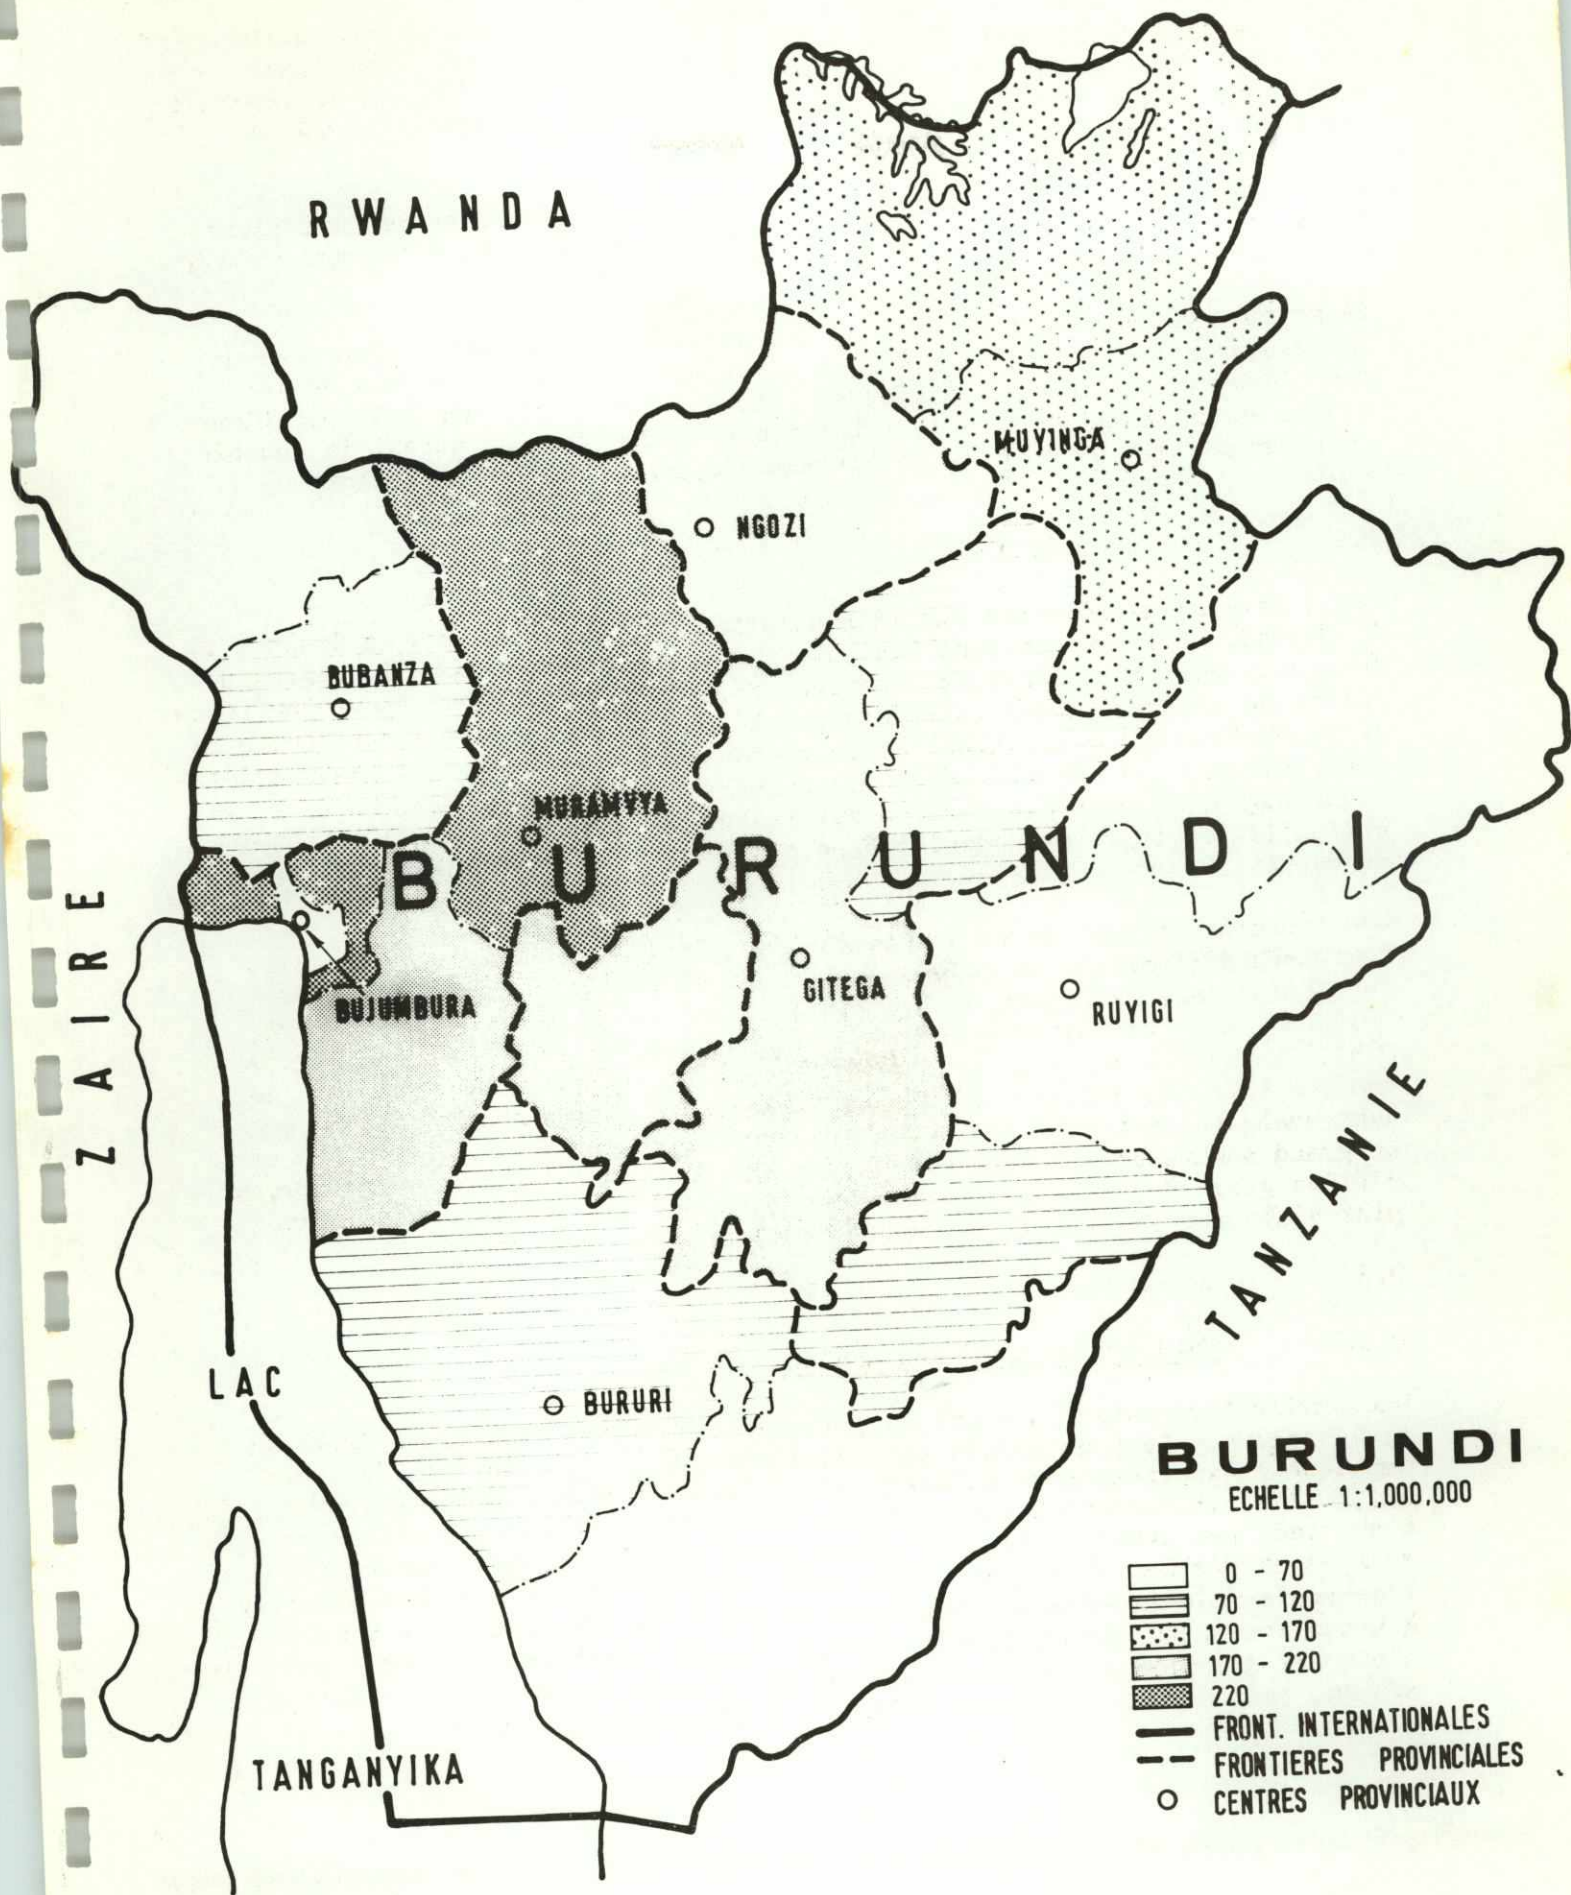 RWANDA
MUYINGA
NGOZI
BUBANZA
MURAMVYA
BURUNDI
ZAIRE
GITEGA
BUJUMBURA
RUYIGI
TANZANIE
LAC
BURURI
BURUNDI
ECHELLE 1:1,000,000
0 - 70
70 - 120
120 - 170
170 - 220
220
FRONT. INTERNATIONALES
FRONTIERES PROVINCIALES
CENTRES PROVINCIAUX
TANGANYIKA